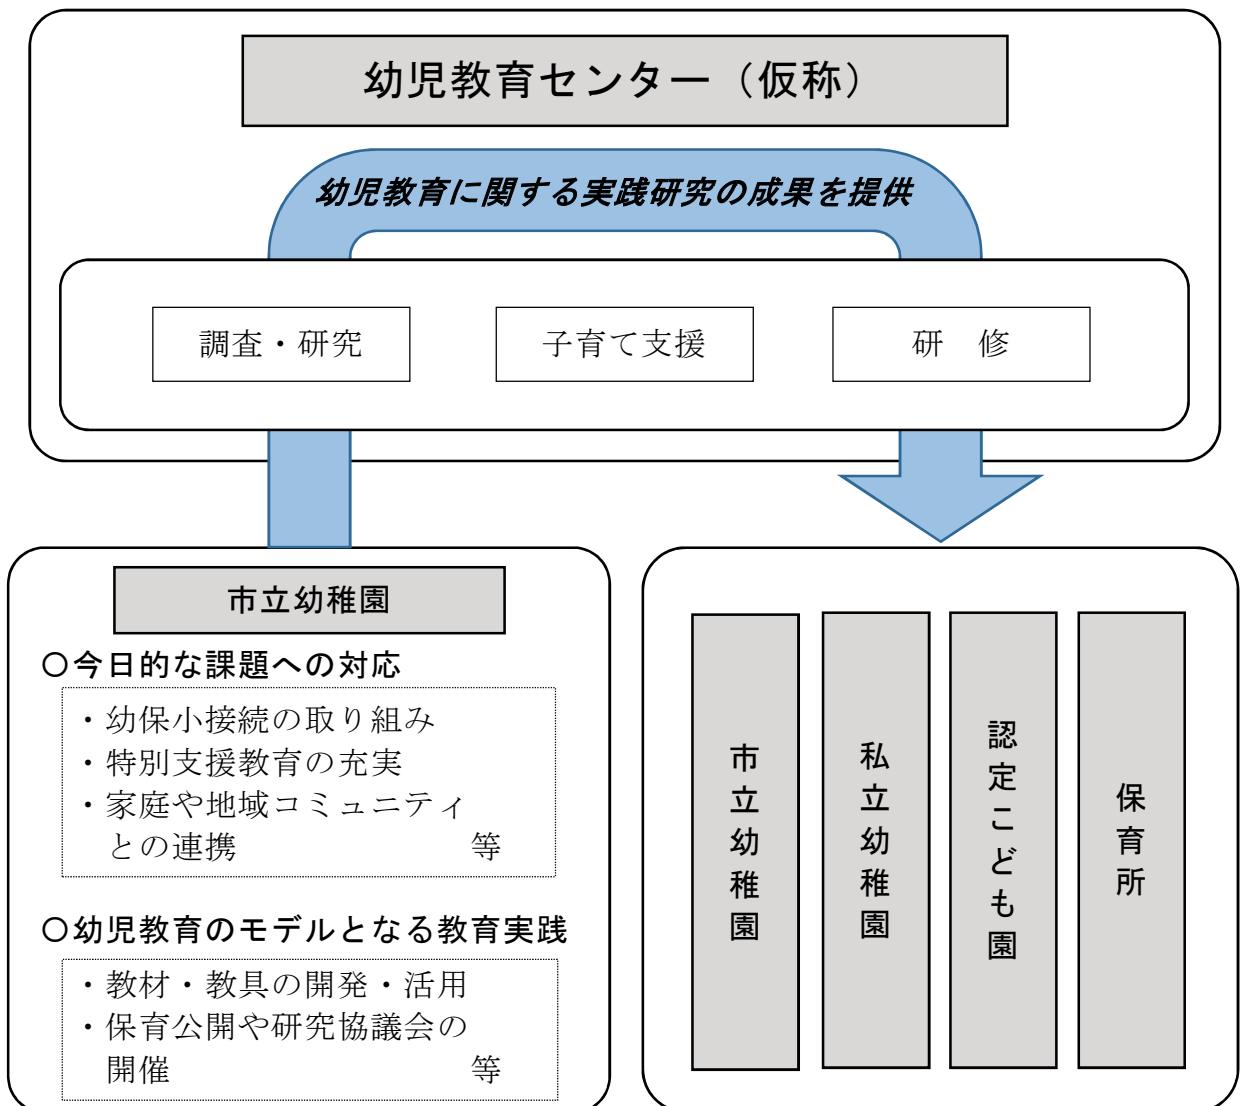 幼児教育センター（仮称）
幼児教育に関する実践研究の成果を提供
調査・研究
子育て支援
研　修
市立幼稚園
〇今日的な課題への対応
・幼保小接続の取り組み
・特別支援教育の充実
・家庭や地域コミュニティ
との連携　　　　　　　等
〇幼児教育のモデルとなる教育実践
・教材・教具の開発・活用
・保育公開や研究協議会の
開催　　　　　　　　　等
市立幼稚園
私立幼稚園
認定こども園
保育所